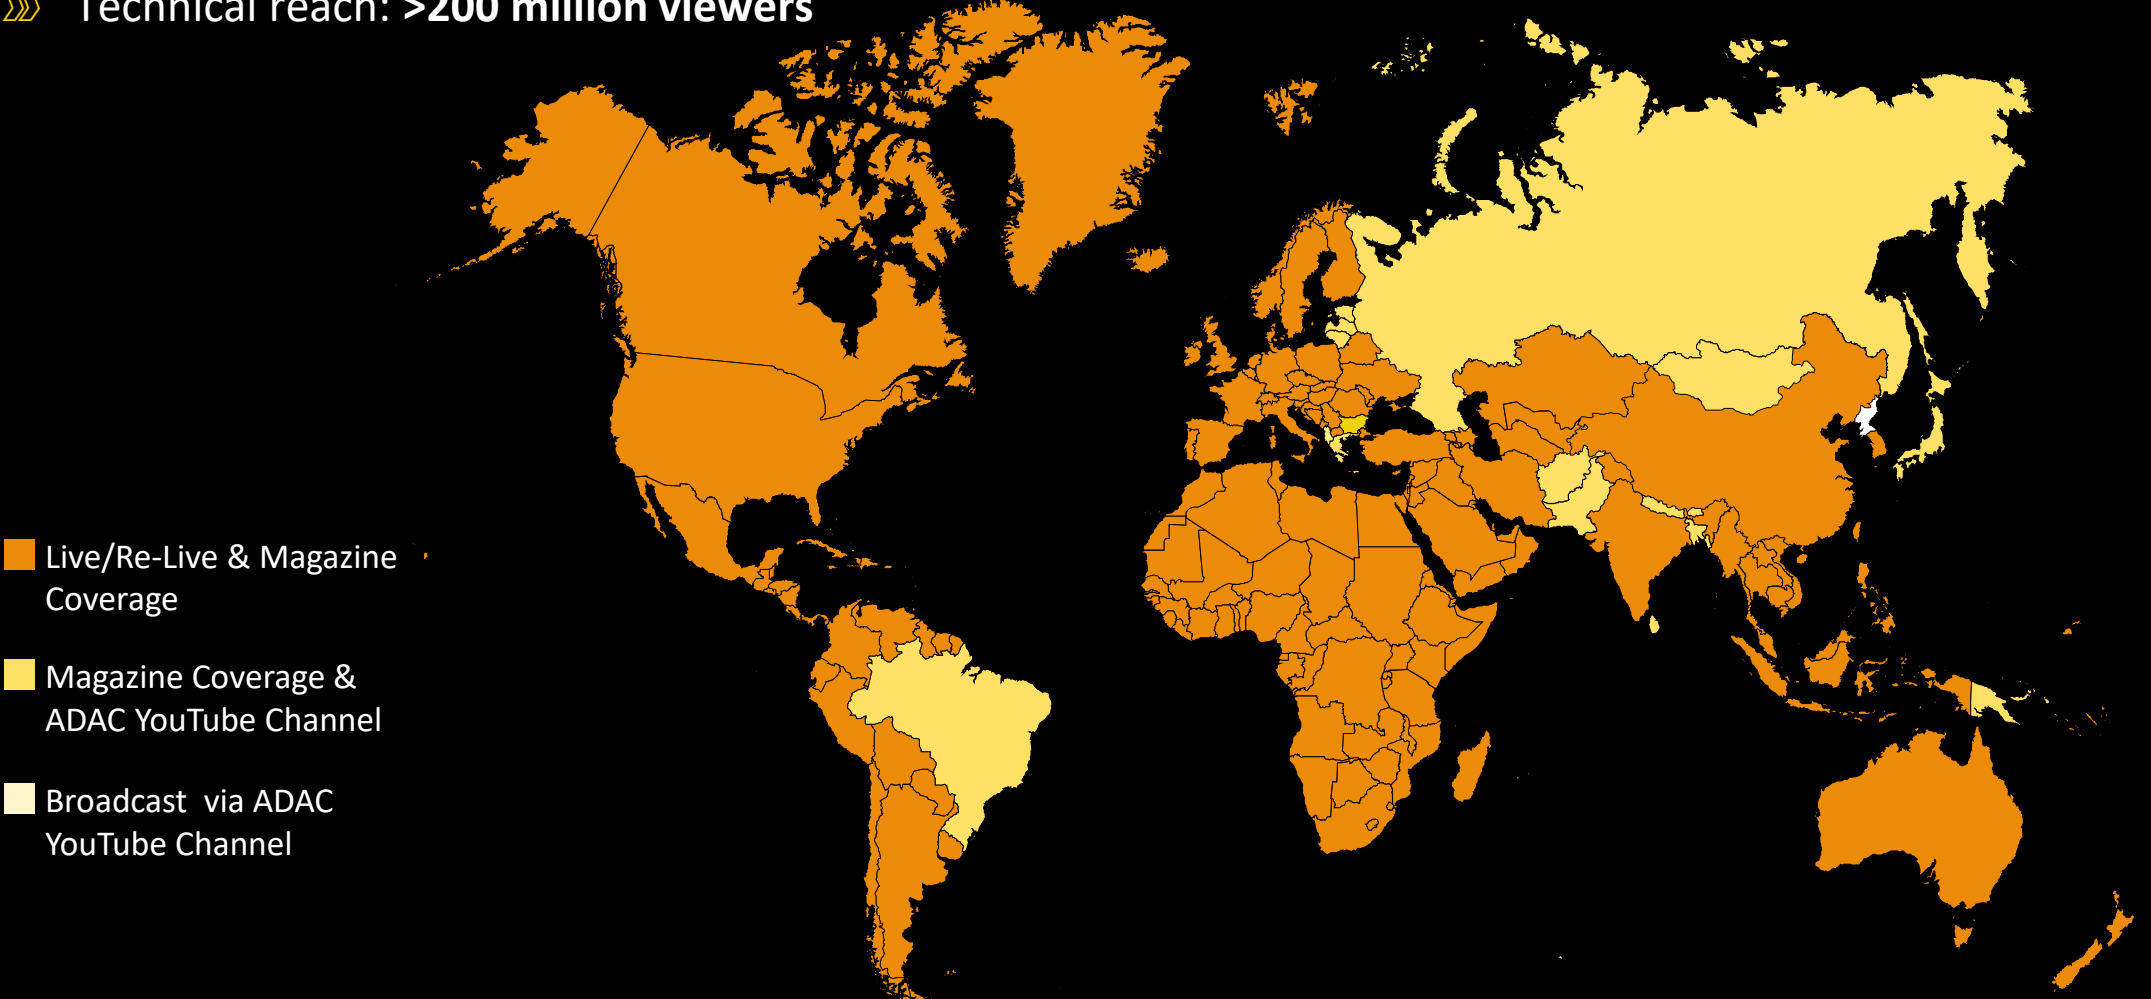 Technical reach: >200 million viewers
Live/Re-Live & Magazine
Coverage
Magazine Coverage &
ADAC YouTube Channel
Broadcast via ADAC
YouTube Channel